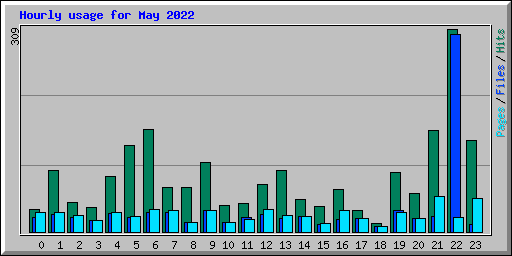 Hourly usage for May 2022
309
Pages / Files / Hits
0 1 2 3 4 5 6 7 8 9 10 11 12 13 14 15 16 17 18 19 20 21 22 23